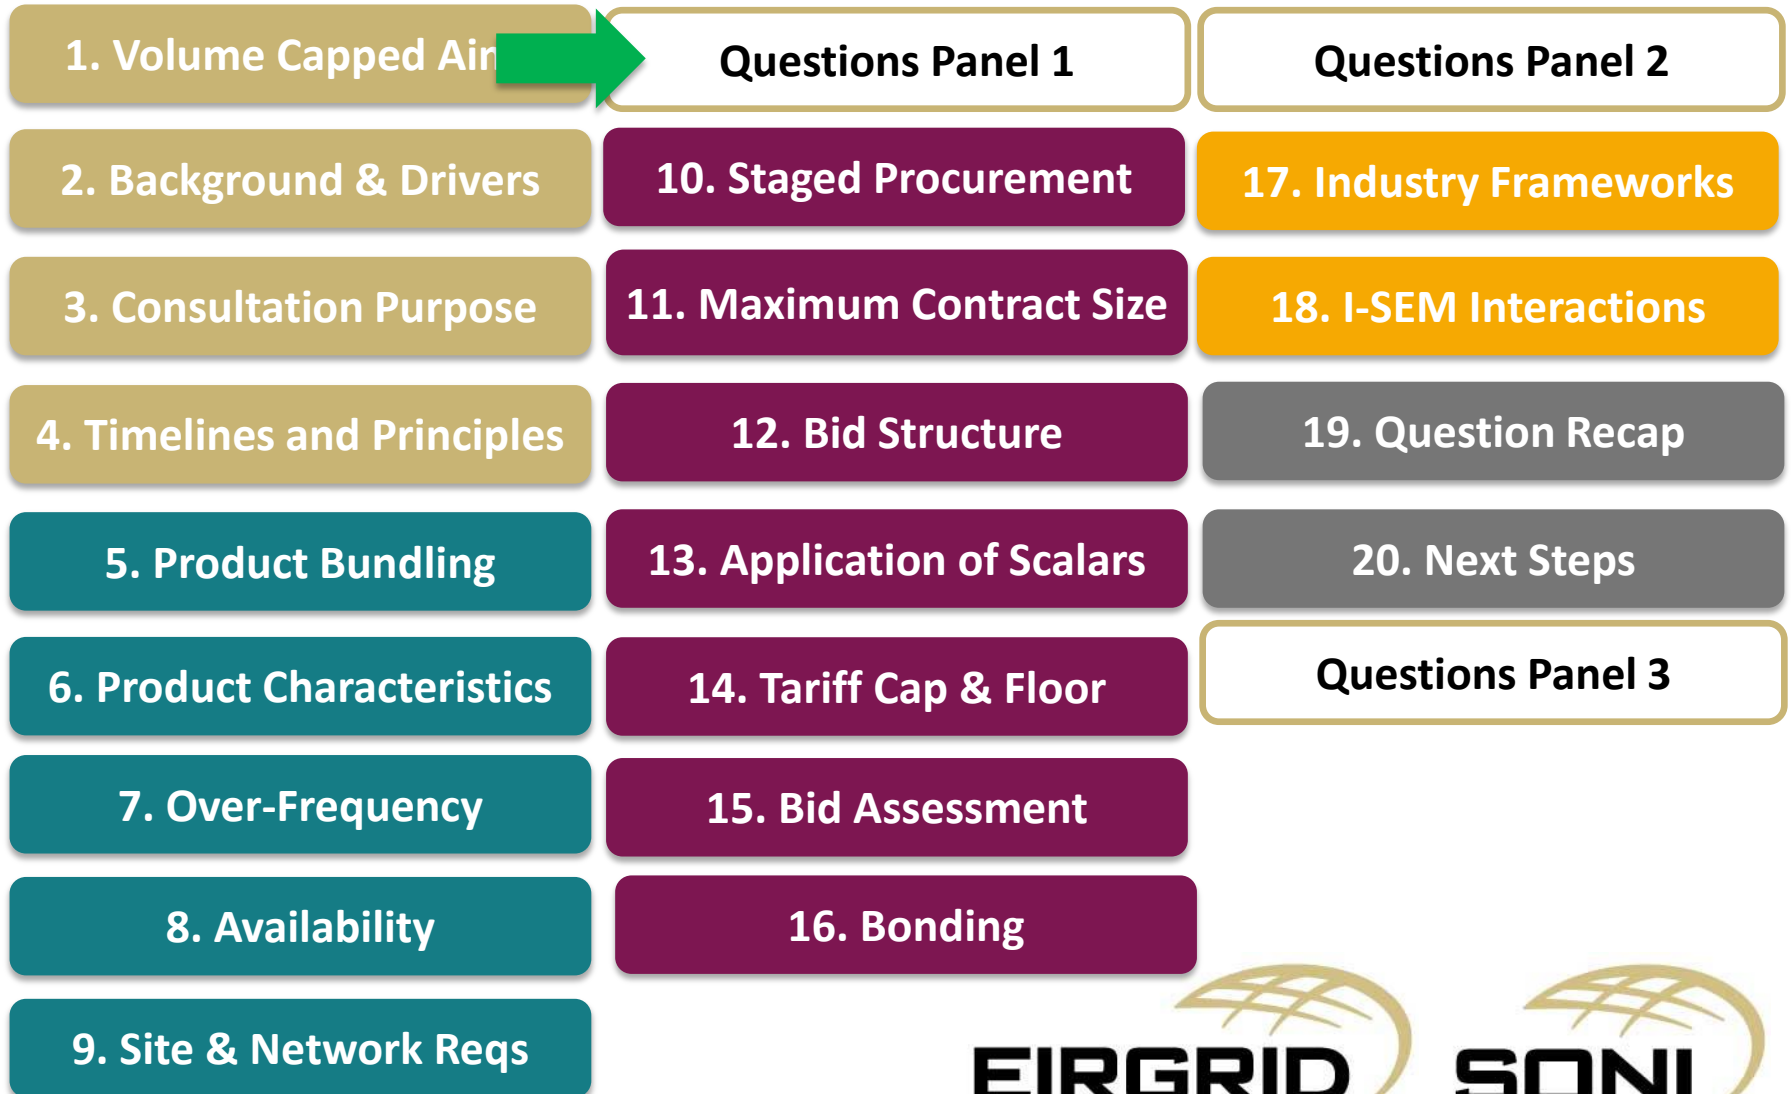 1. Volume Capped Aim
2. Background & Drivers
3. Consultation Purpose
4. Timelines and Principles
5. Product Bundling
6. Product Characteristics
7. Over-Frequency
8. Availability
9. Site & Network Reqs
Questions Panel 1
10. Staged Procurement
11. Maximum Contract Size
12. Bid Structure
13. Application of Scalars
14. Tariff Cap & Floor
15. Bid Assessment
16. Bonding
Questions Panel 2
17. Industry Frameworks
18. I-SEM Interactions
19. Question Recap
20. Next Steps
Questions Panel 3
EIRGRID
SONI